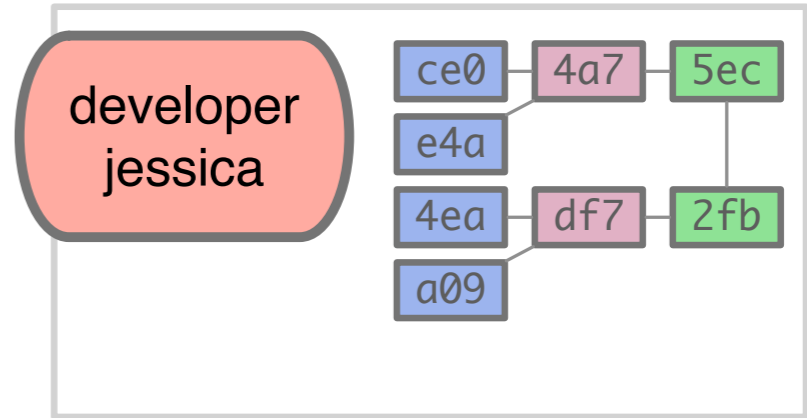 developer
jessica
ce0 4a7 5ec
e4a
4ea df7 2fb
a09